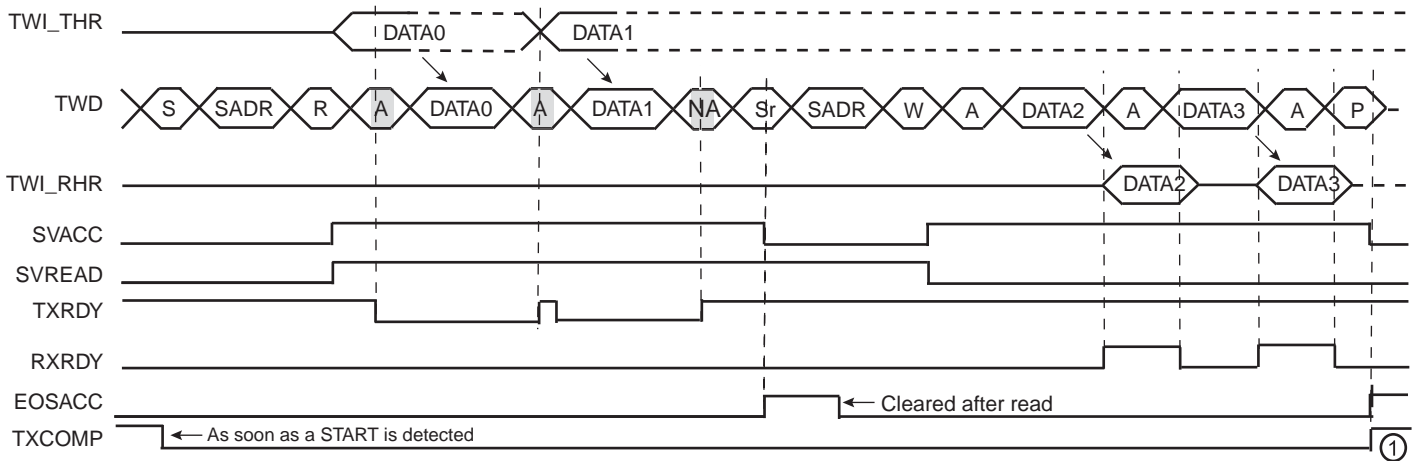 TWI_THR DATA0 DATA1
TWD S SADR R A DATA0 A DATA1 NA Sr SADR W A DATA2 A DATA3 A P
TWI_RHR DATA2 DATA3
SVACC
SVREAD
TXRDY
RXRDY
EOSACC Cleared after read
TXCOMP As soon as a START is detected 1